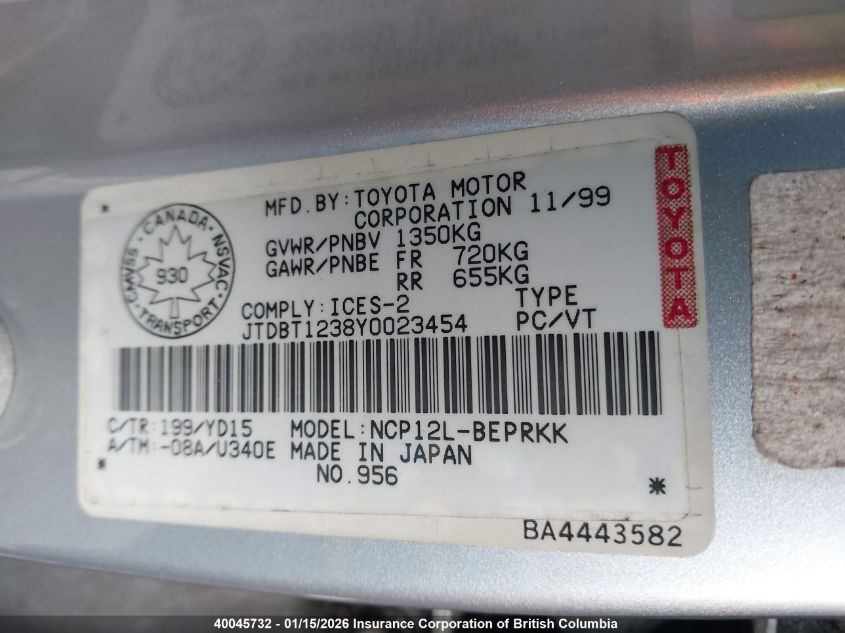 MFD.BY:TOYOTA MOTOR
CORPORATION 11/99
GVWR/PNBV 1350KG
GAWR/PNBE FR 720KG
RR 655KG
CANADA · NSVAC · TRANSPORT · CMVSS
930
COMPLY:ICES-2 TYPE
JTDBT1238Y0023454 PC/VT
TOYOTA
C/TR:199/YD15 MODEL:NCP12L-BEPRKK
A/TM:-08A/U340E MADE IN JAPAN
NO.956
BA4443582
40045732 - 01/15/2026 Insurance Corporation of British Columbia